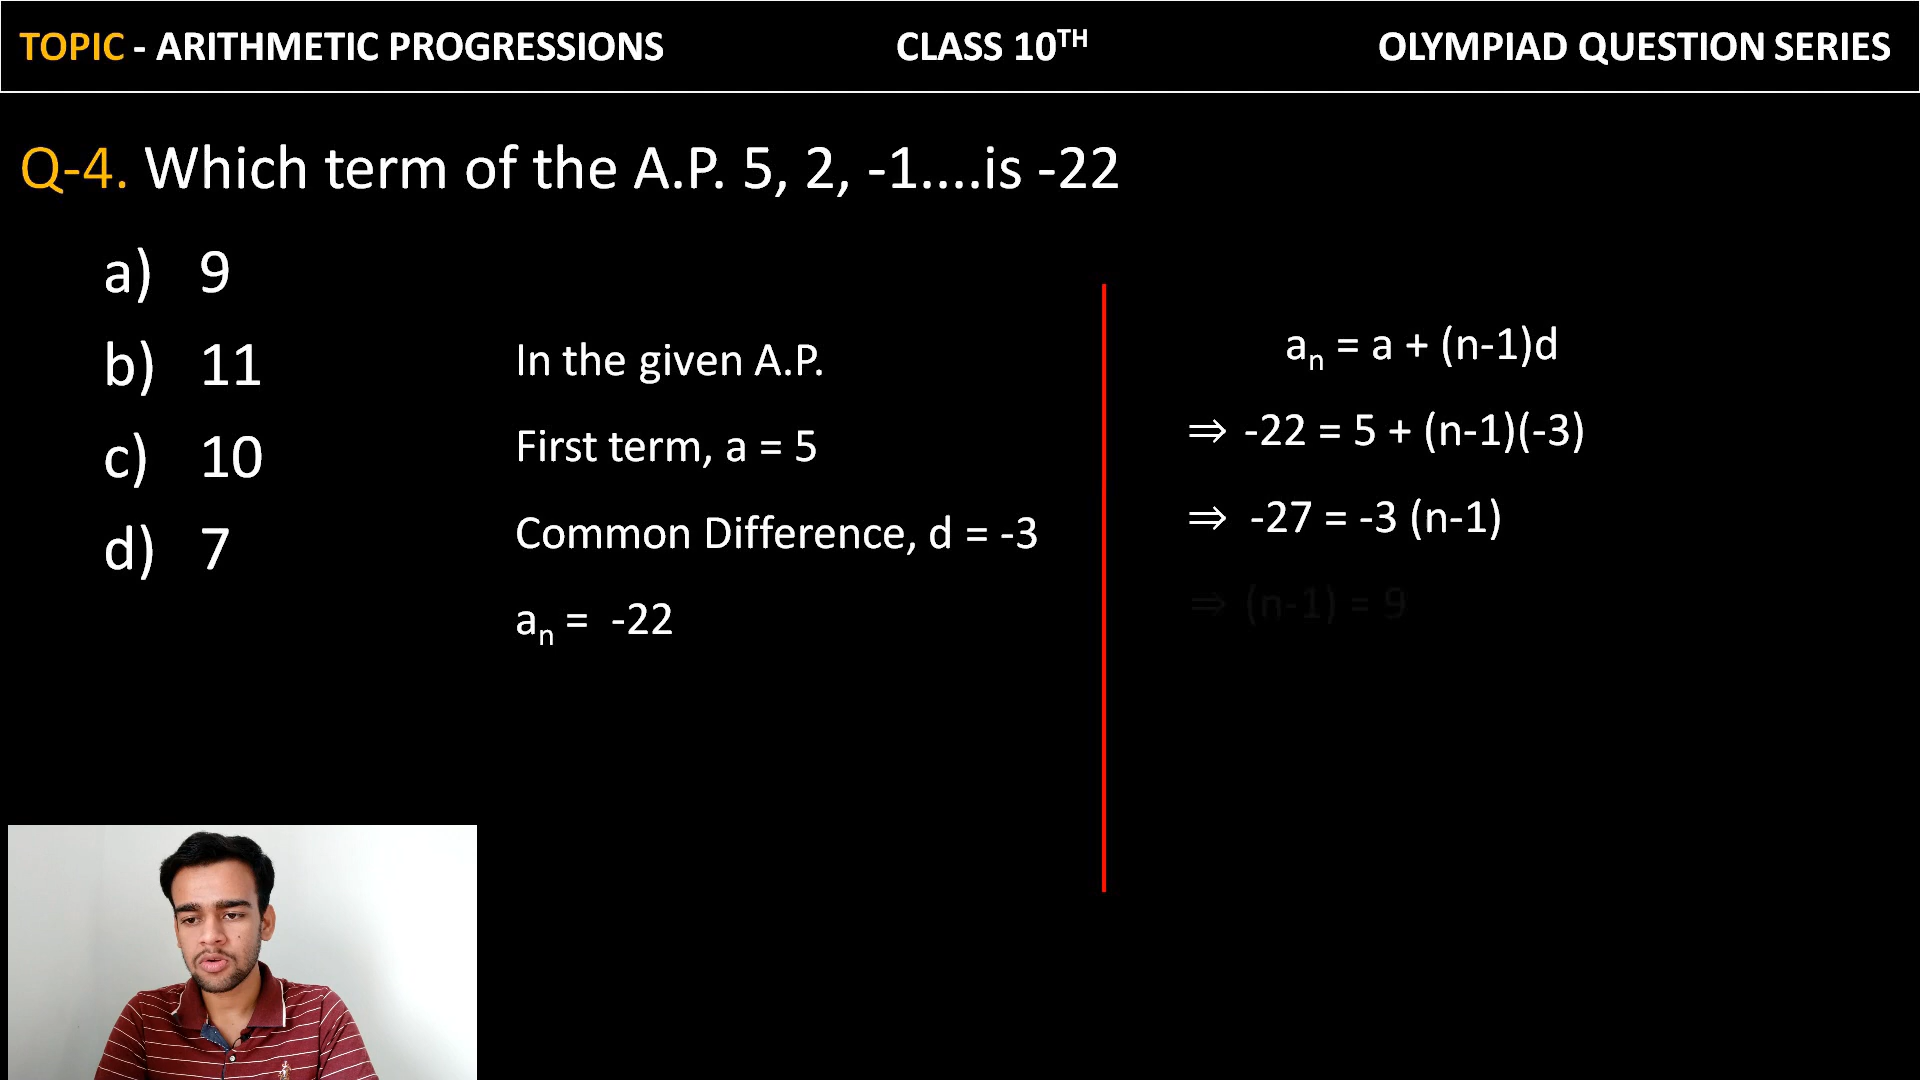 TOPIC - ARITHMETIC PROGRESSIONS CLASS 10TH OLYMPIAD QUESTION SERIES
Q-4. Which term of the A.P. 5, 2, -1....is -22
a) 9
b) 11
c) 10
d) 7
In the given A.P.
First term, a = 5
Common Difference, d = -3
aₙ = -22
aₙ = a + (n-1)d
⇒ -22 = 5 + (n-1)(-3)
⇒ -27 = -3 (n-1)
⇒ (n-1) = 9